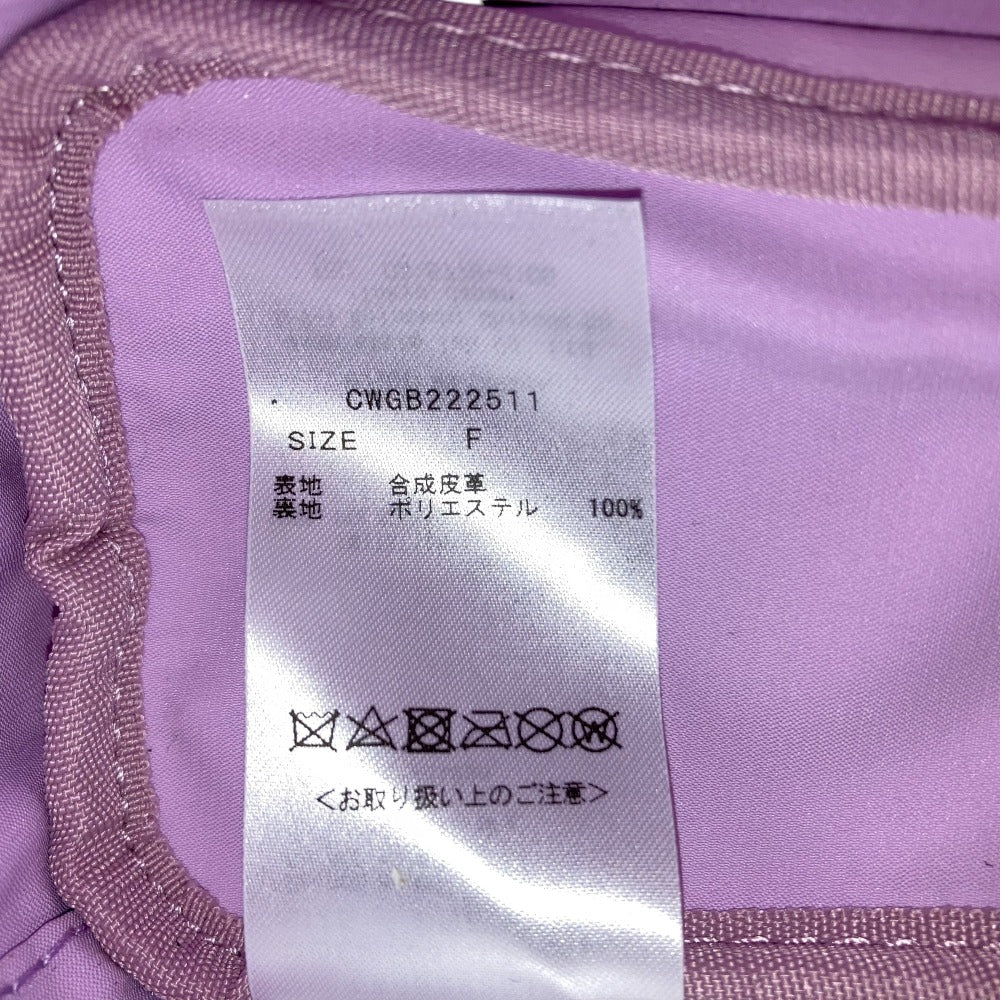 CWGB222511
SIZE F
表地 合成皮革
裏地 ポリエステル 100%
W
<お取り扱い上のご注意>